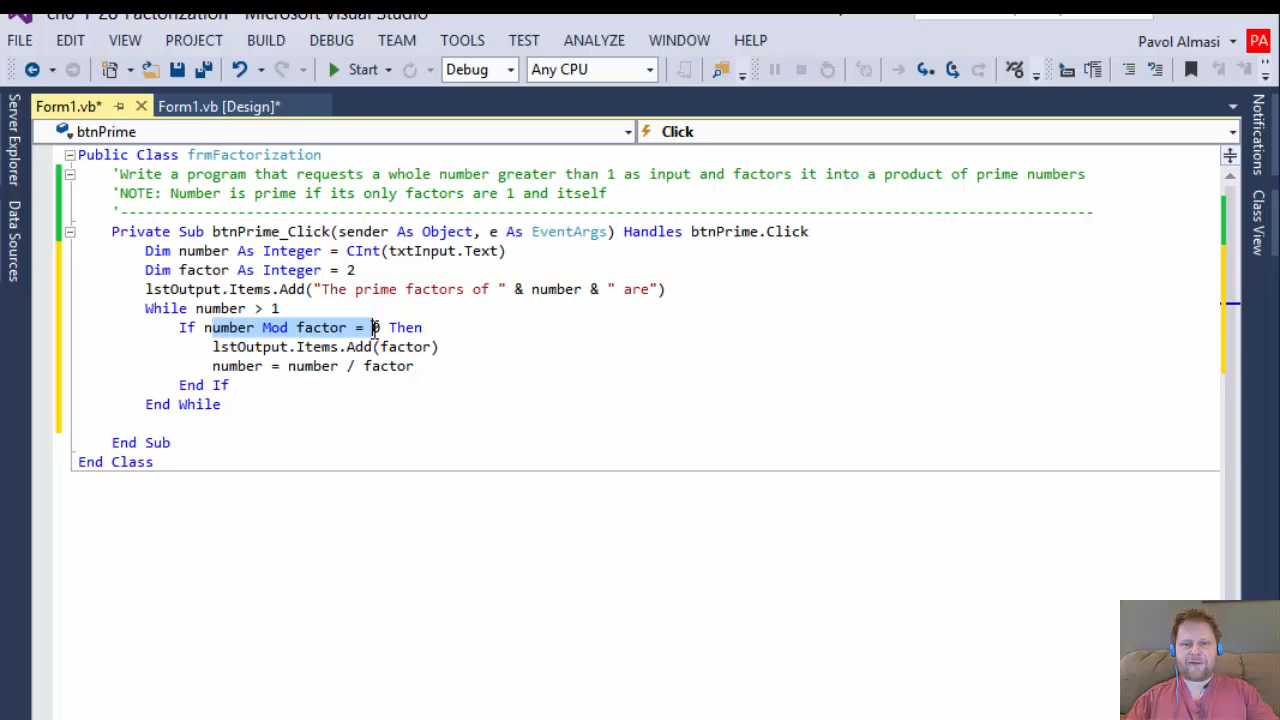 ch6-1-28-Factorization - Microsoft Visual Studio
FILE EDIT VIEW PROJECT BUILD DEBUG TEAM TOOLS TEST ANALYZE WINDOW HELP
Pavol Almasi PA
Start Debug Any CPU
Form1.vb* Form1.vb [Design]*
btnPrime Click
Server Explorer
Data Sources
Notifications
Class View
Public Class frmFactorization
'Write a program that requests a whole number greater than 1 as input and factors it into a product of prime numbers
'NOTE: Number is prime if its only factors are 1 and itself
'--------------------------------------------------------------------------------------------------------------------
Private Sub btnPrime_Click(sender As Object, e As EventArgs) Handles btnPrime.Click
Dim number As Integer = CInt(txtInput.Text)
Dim factor As Integer = 2
lstOutput.Items.Add("The prime factors of " & number & " are")
While number > 1
If number Mod factor = 0 Then
lstOutput.Items.Add(factor)
number = number / factor
End If
End While
End Sub
End Class